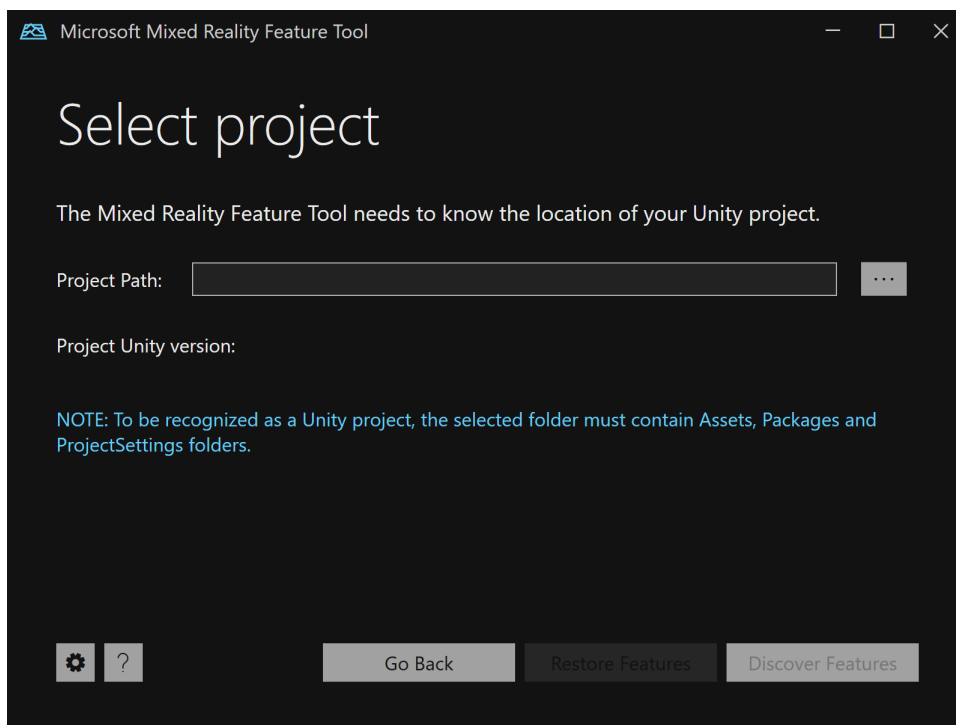 Microsoft Mixed Reality Feature Tool
Select project
The Mixed Reality Feature Tool needs to know the location of your Unity project.
Project Path:
...
Project Unity version:
NOTE: To be recognized as a Unity project, the selected folder must contain Assets, Packages and
ProjectSettings folders.
? Go Back Restore Features Discover Features